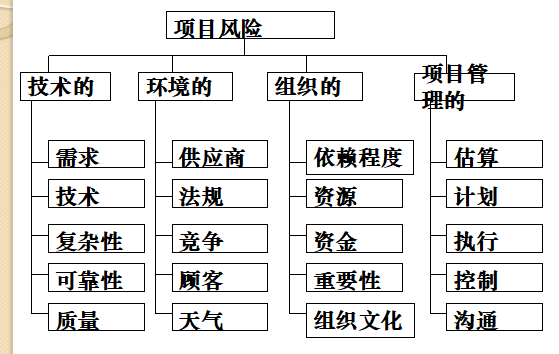 项目风险
技术的
环境的
组织的
项目管
理的
需求
供应商
依赖程度
估算
技术
法规
资源
计划
复杂性
竞争
资金
执行
可靠性
顾客
重要性
控制
质量
天气
组织文化
沟通